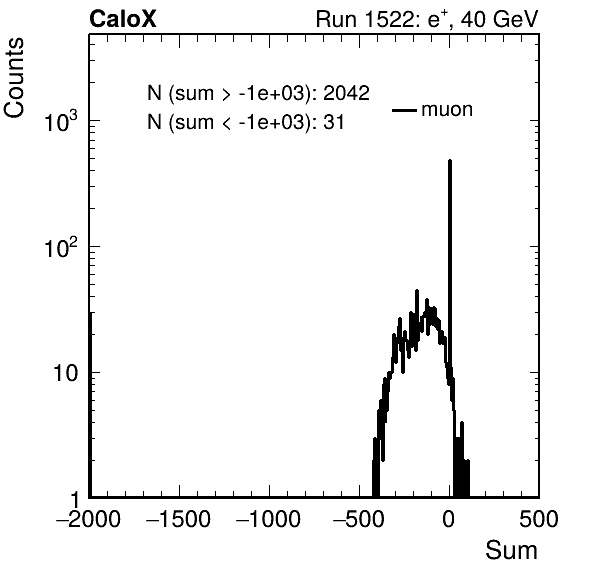 CaloX Run 1522: e⁺, 40 GeV
Counts
N (sum > -1e+03): 2042
N (sum < -1e+03): 31
muon
10³
10²
10
1
−2000 −1500 −1000 −500 0 500
Sum